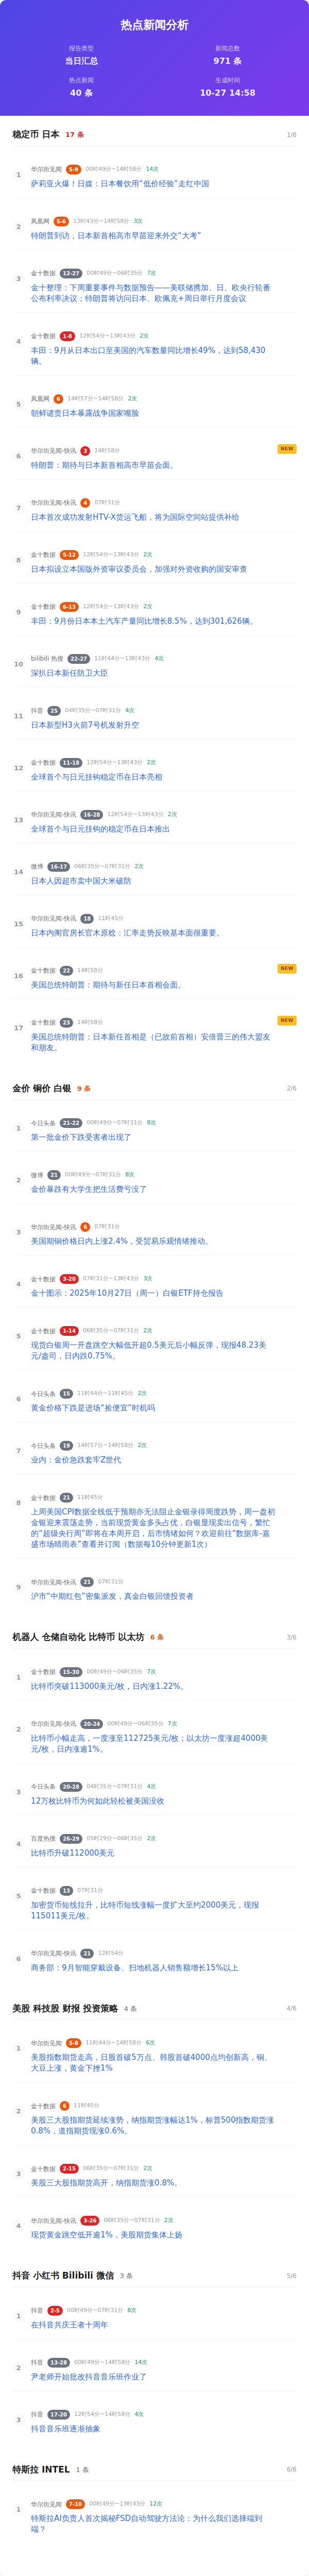 热点新闻分析
报告类型
当日汇总
新闻总数
971 条
热点新闻
40 条
生成时间
10-27 14:58
稳定币 日本 17 条 1/6
1
华尔街见闻 5-9 00时49分~14时58分 14次
萨莉亚火爆！日媒：日本餐饮用“低价经验”走红中国
2
凤凰网 5-6 13时43分~14时58分 3次
特朗普到访，日本新首相高市早苗迎来外交“大考”
3
金十数据 12-27 00时49分~06时35分 7次
金十整理：下周重要事件与数据预告——美联储携加、日、欧央行轮番
公布利率决议；特朗普将访问日本、欧佩克+周日举行月度会议
4
金十数据 1-8 12时54分~13时43分 2次
丰田：9月从日本出口至美国的汽车数量同比增长49%，达到58,430
辆。
5
凤凰网 6 14时57分~14时58分 2次
朝鲜谴责日本暴露战争国家嘴脸
6
华尔街见闻-快讯 3 14时58分 NEW
特朗普：期待与日本新首相高市早苗会面。
7
华尔街见闻-快讯 4 07时31分
日本首次成功发射HTV-X货运飞船，将为国际空间站提供补给
8
金十数据 5-12 12时54分~13时43分 2次
日本拟设立本国版外资审议委员会，加强对外资收购的国安审查
9
金十数据 6-13 12时54分~13时43分 2次
丰田：9月份日本本土汽车产量同比增长8.5%，达到301,626辆。
10
bilibili 热搜 22-27 11时44分~13时43分 4次
深扒日本新任防卫大臣
11
抖音 25 04时35分~07时31分 4次
日本新型H3火箭7号机发射升空
12
金十数据 11-18 12时54分~13时43分 2次
全球首个与日元挂钩稳定币在日本亮相
13
华尔街见闻-快讯 16-28 12时54分~13时43分 2次
全球首个与日元挂钩的稳定币在日本推出
14
微博 16-17 06时35分~07时31分 2次
日本人因超市卖中国大米破防
15
华尔街见闻-快讯 18 11时45分
日本内阁官房长官木原稔：汇率走势反映基本面很重要。
16
金十数据 22 14时58分 NEW
美国总统特朗普：期待与新任日本首相会面。
17
金十数据 23 14时58分 NEW
美国总统特朗普：日本新任首相是（已故前首相）安倍晋三的伟大盟友
和朋友。
金价 铜价 白银 9 条 2/6
1
今日头条 21-22 00时49分~07时31分 8次
第一批金价下跌受害者出现了
2
微博 21 00时49分~07时31分 8次
金价暴跌有大学生把生活费亏没了
3
华尔街见闻-快讯 6 07时31分
美国期铜价格日内上涨2.4%，受贸易乐观情绪推动。
4
金十数据 3-20 07时31分~13时43分 3次
金十图示：2025年10月27日（周一）白银ETF持仓报告
5
金十数据 1-14 06时35分~07时31分 2次
现货白银周一开盘跳空大幅低开超0.5美元后小幅反弹，现报48.23美
元/盎司，日内跌0.75%。
6
今日头条 15 11时44分~11时45分 2次
黄金价格下跌是进场“捡便宜”时机吗
7
今日头条 19 14时57分~14时58分 2次
业内：金价急跌套牢Z世代
8
金十数据 21 11时45分
上周美国CPI数据全线低于预期亦无法阻止金银录得周度跌势，周一盘初
金银迎来震荡走势，当前现货黄金多头占优，白银显现卖出信号，繁忙
的“超级央行周”即将在本周开启，后市情绪如何？欢迎前往“数据库-嘉
盛市场晴雨表”查看并订阅（数据每10分钟更新1次）
9
华尔街见闻-快讯 21 07时31分
沪市“中期红包”密集派发，真金白银回馈投资者
机器人 仓储自动化 比特币 以太坊 6 条 3/6
1
金十数据 15-30 00时49分~06时35分 7次
比特币突破113000美元/枚，日内涨1.22%。
2
华尔街见闻-快讯 20-24 00时49分~06时35分 7次
比特币小幅走高，一度涨至112725美元/枚；以太坊一度涨超4000美
元/枚，日内涨逾1%。
3
今日头条 20-28 04时35分~07时31分 4次
12万枚比特币为何如此轻松被美国没收
4
百度热搜 26-29 05时29分~06时35分 2次
比特币升破112000美元
5
金十数据 13 07时31分
加密货币短线拉升，比特币短线涨幅一度扩大至约2000美元，现报
115011美元/枚。
6
华尔街见闻-快讯 21 12时54分
商务部：9月智能穿戴设备、扫地机器人销售额增长15%以上
美股 科技股 财报 投资策略 4 条 4/6
1
华尔街见闻 5-8 11时44分~14时58分 6次
美股指数期货走高，日股首破5万点、韩股首破4000点均创新高，铜、
大豆上涨，黄金下挫1%
2
金十数据 6 11时45分
美股三大股指期货延续涨势，纳指期货涨幅达1%，标普500指数期货涨
0.8%，道指期货现涨0.6%。
3
金十数据 2-15 06时35分~07时31分 2次
美股三大股指期货高开，纳指期货涨0.8%。
4
华尔街见闻-快讯 3-26 06时35分~07时31分 2次
现货黄金跳空低开逾1%，美股期货集体上扬
抖音 小红书 Bilibili 微信 3 条 5/6
1
抖音 2-5 00时49分~07时31分 8次
在抖音共庆王者十周年
2
抖音 13-28 00时49分~14时58分 14次
尹老师开始批改抖音音乐班作业了
3
抖音 17-20 12时54分~14时58分 4次
抖音音乐班逐渐抽象
特斯拉 INTEL 1 条 6/6
1
华尔街见闻 7-10 00时49分~13时43分 12次
特斯拉AI负责人首次揭秘FSD自动驾驶方法论：为什么我们选择端到
端？